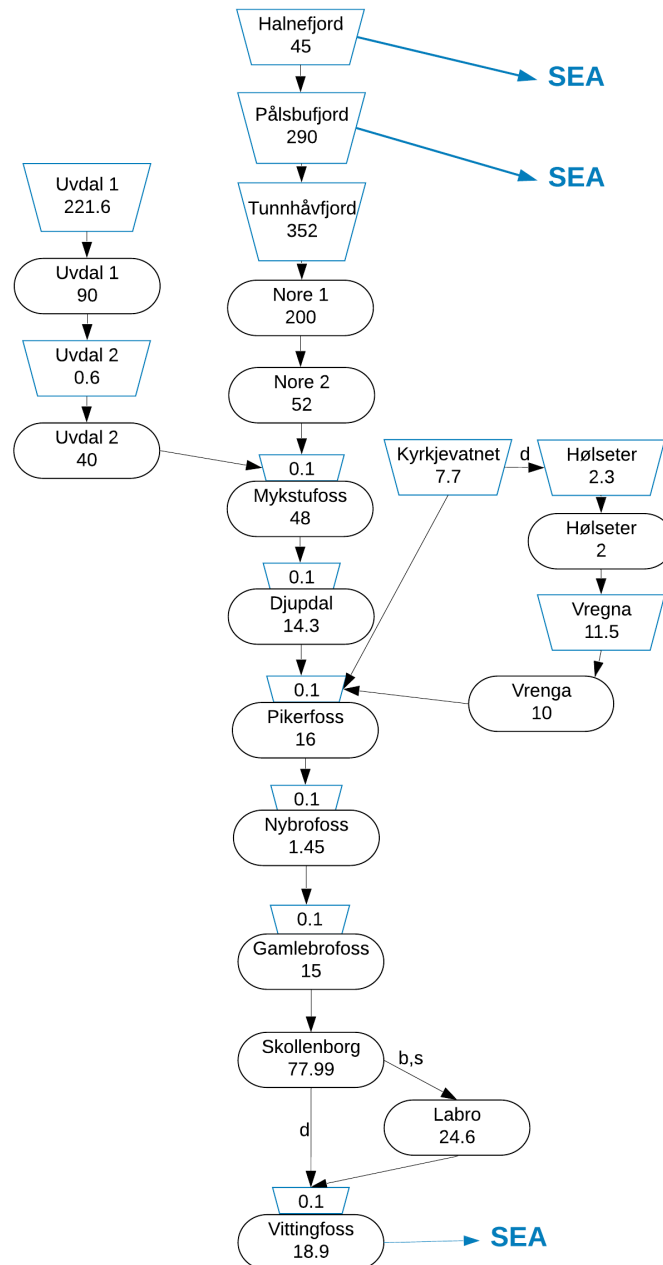 Halnefjord
45
SEA
Pålsbufjord
290
SEA
Uvdal 1
221.6
Tunnhåvfjord
352
Uvdal 1
90
Nore 1
200
Uvdal 2
0.6
Nore 2
52
Uvdal 2
40
0.1
Mykstufoss
48
Kyrkjevatnet
7.7
d
Hølseter
2.3
Hølseter
2
0.1
Djupdal
14.3
Vregna
11.5
0.1
Pikerfoss
16
Vrenga
10
0.1
Nybrofoss
1.45
0.1
Gamlebrofoss
15
Skollenborg
77.99
b,s
Labro
24.6
d
0.1
Vittingfoss
18.9
SEA